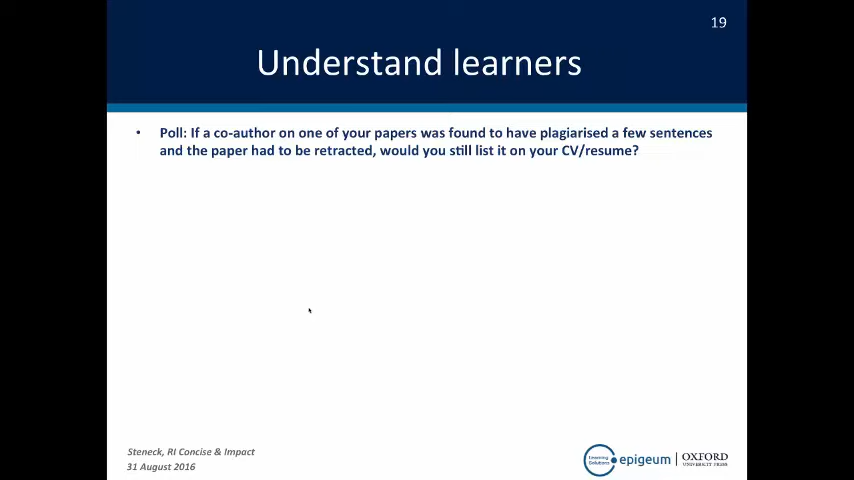 19
Understand learners
• Poll: If a co-author on one of your papers was found to have plagiarised a few sentences
and the paper had to be retracted, would you still list it on your CV/resume?
Steneck, RI Concise & Impact
31 August 2016
Learning
Solutions
epigeum
OXFORD
UNIVERSITY PRESS